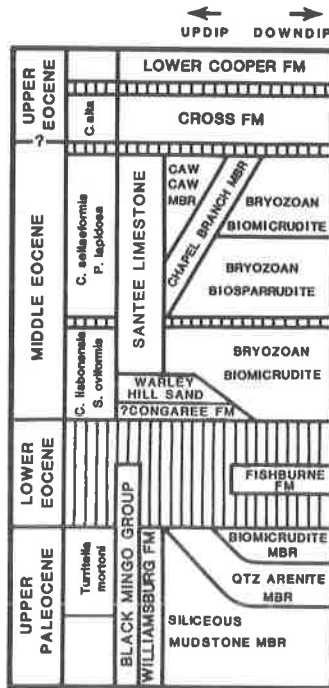 UPDIP DOWNDIP
UPPER
EOCENE
C. alta
LOWER COOPER FM
CROSS FM
?
MIDDLE EOCENE
C. sellaeformis
P. lapidosa
SANTEE LIMESTONE
CAW
CAW
MBR
CHAPEL BRANCH MBR
BRYOZOAN
BIOMICRUDITE
BRYOZOAN
BIOSPARRUDITE
C. lisbonensis
S. oviformis
BRYOZOAN
BIOMICRUDITE
WARLEY
HILL SAND
?CONGAREE FM
LOWER
EOCENE
FISHBURNE
FM
UPPER
PALEOCENE
Turritella
mortoni
BLACK MINGO GROUP
WILLIAMSBURG FM
BIOMICRUDITE
MBR
QTZ ARENITE
MBR
SILICEOUS
MUDSTONE MBR